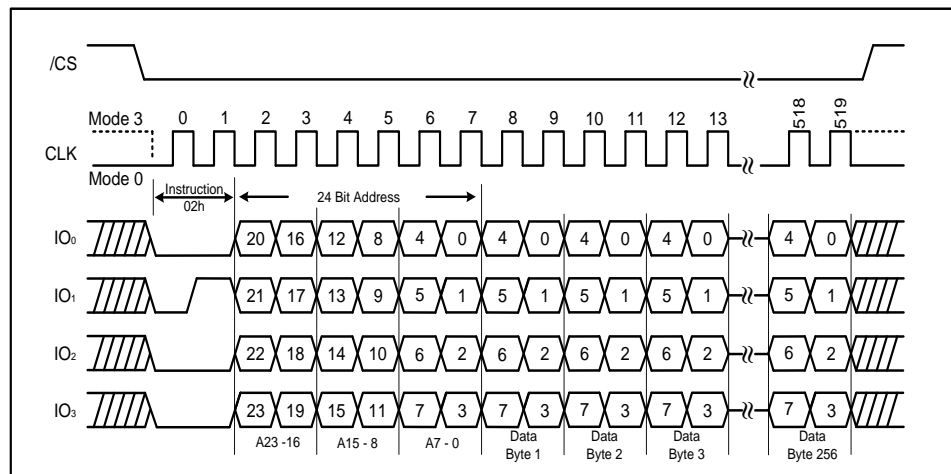 /CS
Mode 3 0 1 2 3 4 5 6 7 8 9 10 11 12 13 518 519
CLK
Mode 0
Instruction
02h
24 Bit Address
IO0 20 16 12 8 4 0 4 0 4 0 4 0 4 0
IO1 21 17 13 9 5 1 5 1 5 1 5 1 5 1
IO2 22 18 14 10 6 2 6 2 6 2 6 2 6 2
IO3 23 19 15 11 7 3 7 3 7 3 7 3 7 3
A23 -16 A15 - 8 A7 - 0 Data Data Data Data
Byte 1 Byte 2 Byte 3 Byte 256